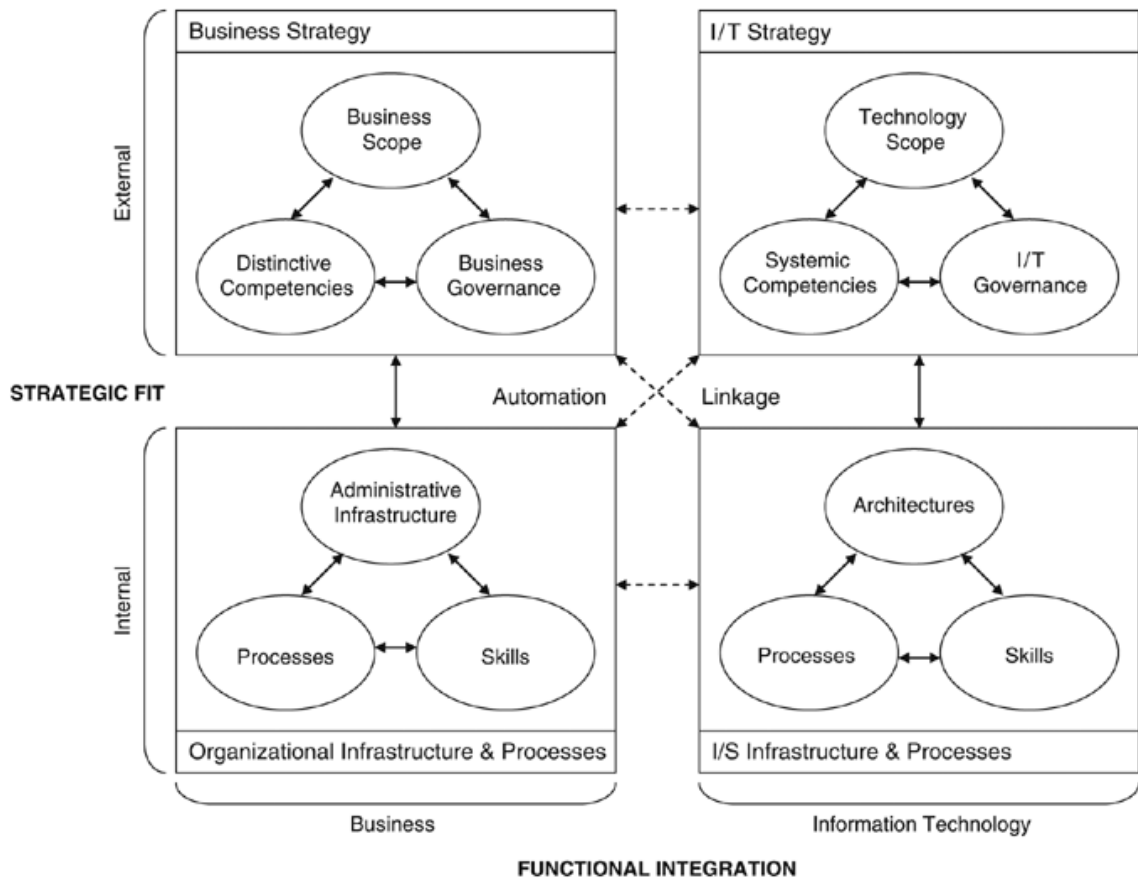 Business Strategy
I/T Strategy
External
Business
Scope
Technology
Scope
Distinctive
Competencies
Business
Governance
Systemic
Competencies
I/T
Governance
STRATEGIC FIT
Automation
Linkage
Internal
Administrative
Infrastructure
Architectures
Processes
Skills
Processes
Skills
Organizational Infrastructure & Processes
I/S Infrastructure & Processes
Business
Information Technology
FUNCTIONAL INTEGRATION